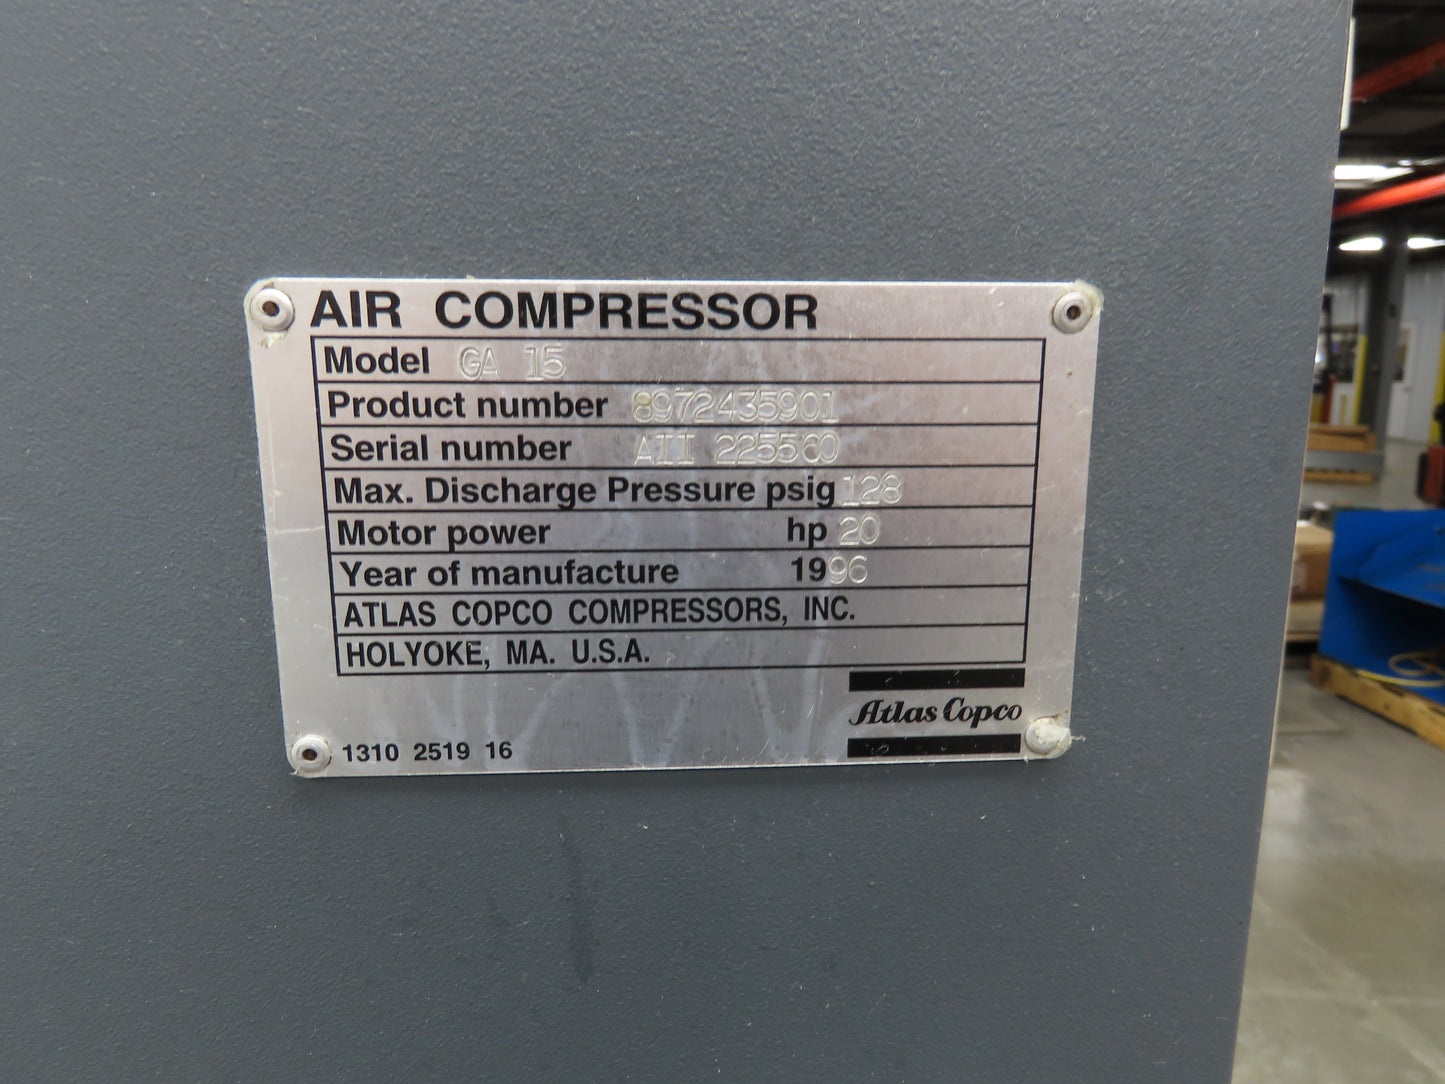 AIR COMPRESSOR
Model GA 15
Product number 8972435901
Serial number AII 225560
Max. Discharge Pressure psig 128
Motor power hp 20
Year of manufacture 1996
ATLAS COPCO COMPRESSORS, INC.
HOLYOKE, MA. U.S.A.
Atlas Copco
1310 2519 16